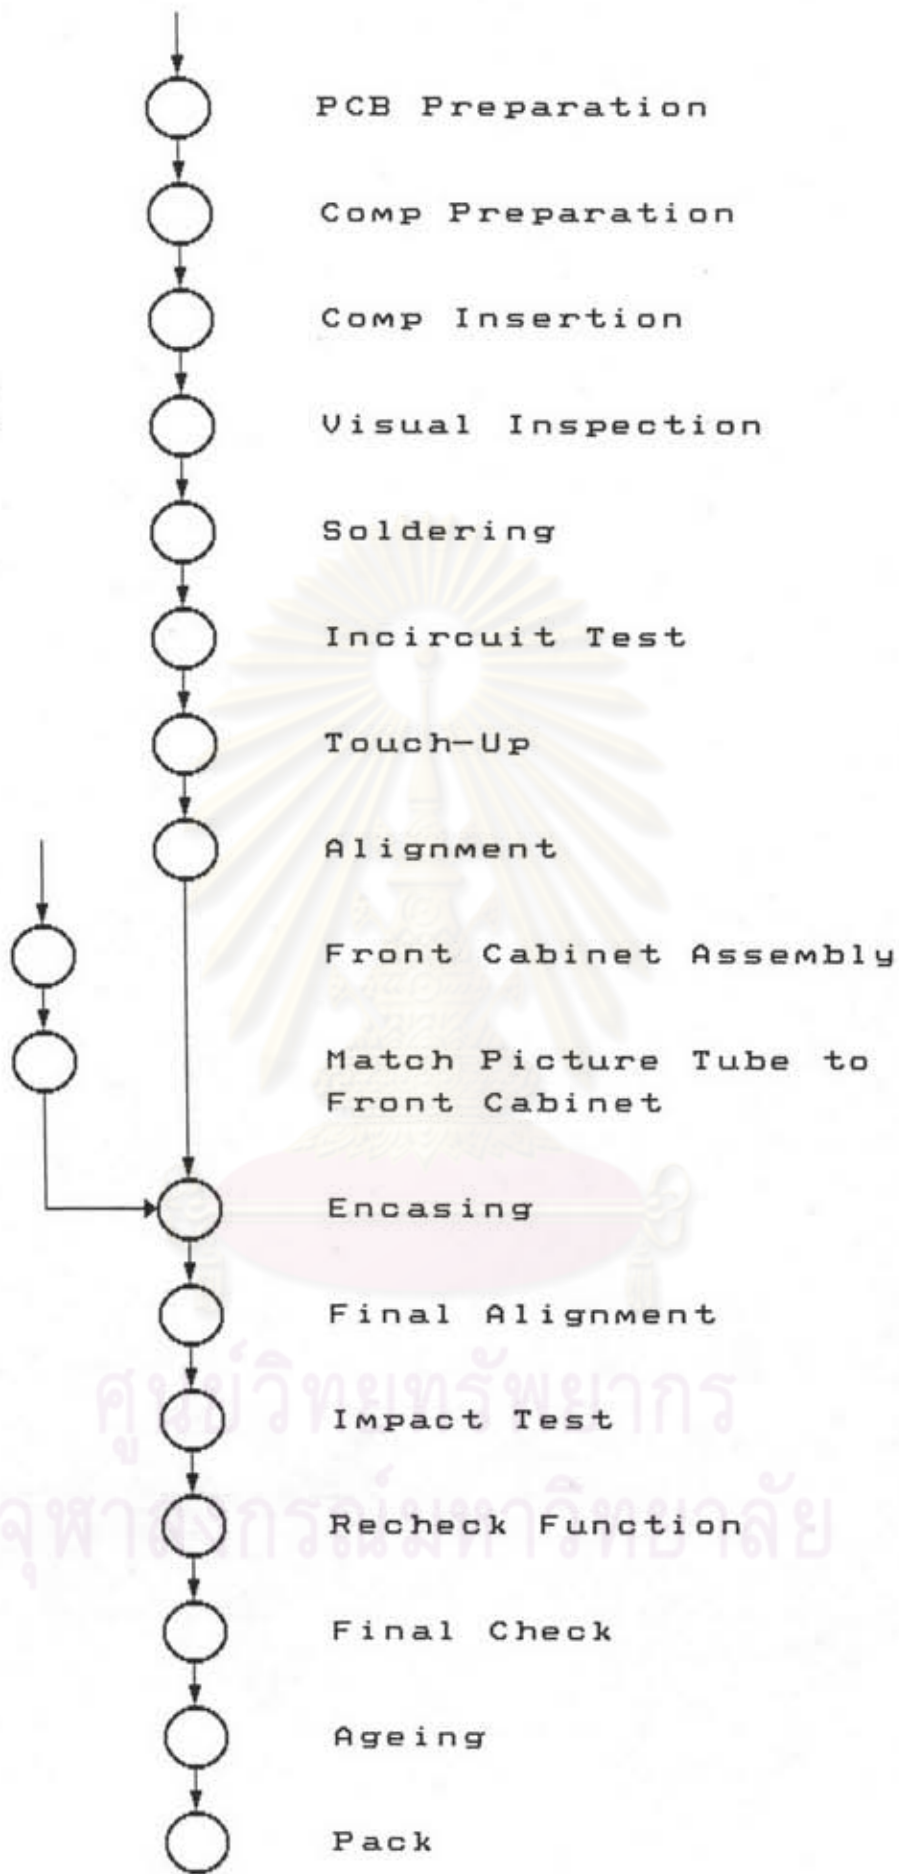 PCB Preparation
Comp Preparation
Comp Insertion
Visual Inspection
Soldering
Incircuit Test
Touch-Up
Alignment
Front Cabinet Assembly
Match Picture Tube to
Front Cabinet
Encasing
Final Alignment
ศูนย์วิทยทรัพยากร
Impact Test
จุฬาลงกรณ์มหาวิทยาลัย
Recheck Function
Final Check
Ageing
Pack